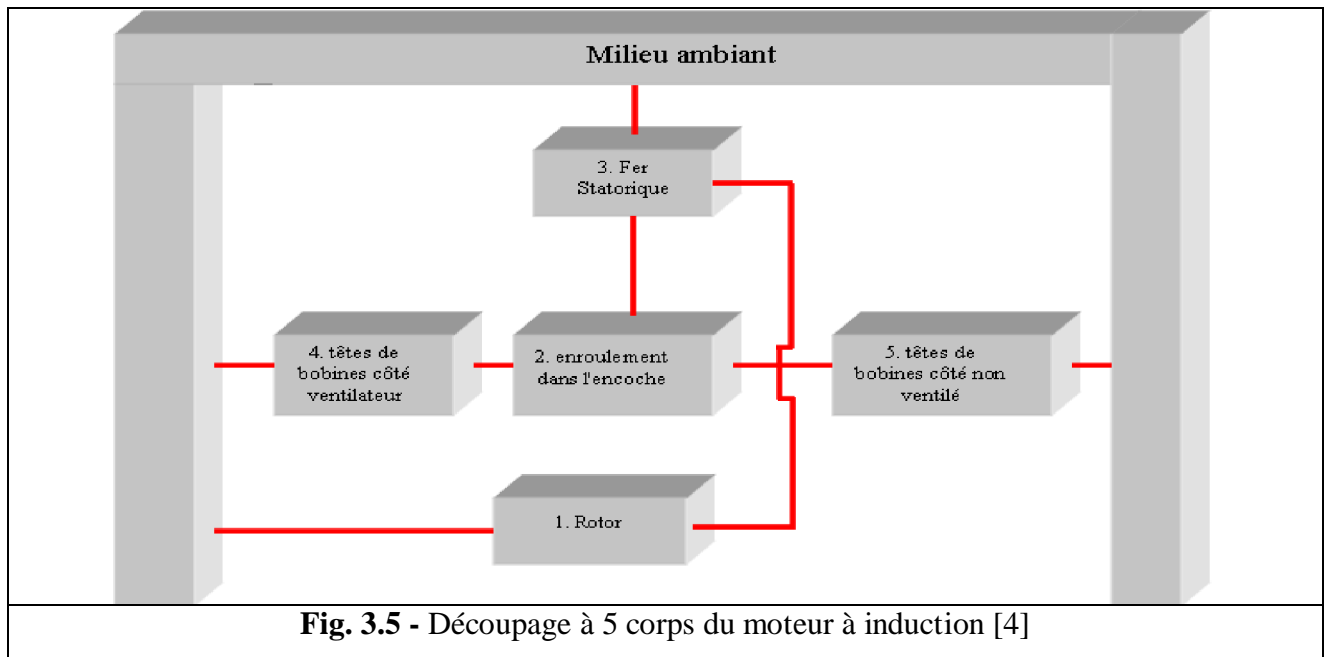 Milieu ambiant
3. Fer
Statorique
4. têtes de
bobines côté
ventilateur
2. enroulement
dans l'encoche
5. têtes de
bobines côté non
ventilé
1. Rotor
Fig. 3.5 - Découpage à 5 corps du moteur à induction [4]